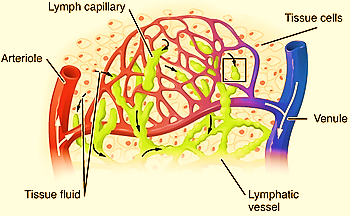 Lymph capillary
Tissue cells
Arteriole
Venule
Tissue fluid
Lymphatic
vessel